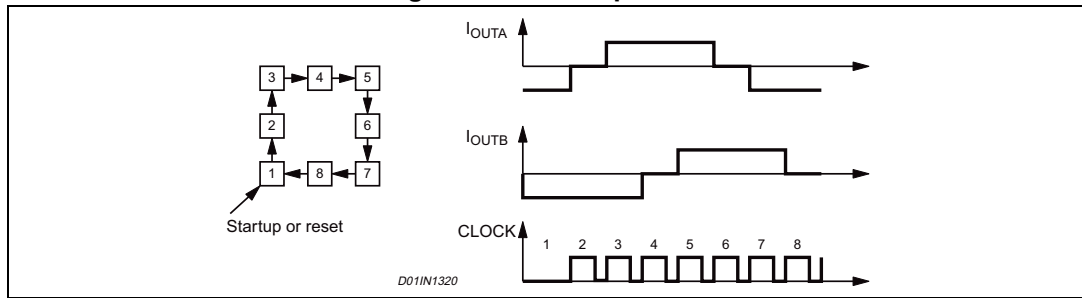 I_OUTA
3 4 5
2 6
1 8 7
Startup or reset
I_OUTB
CLOCK
1 2 3 4 5 6 7 8
D01IN1320